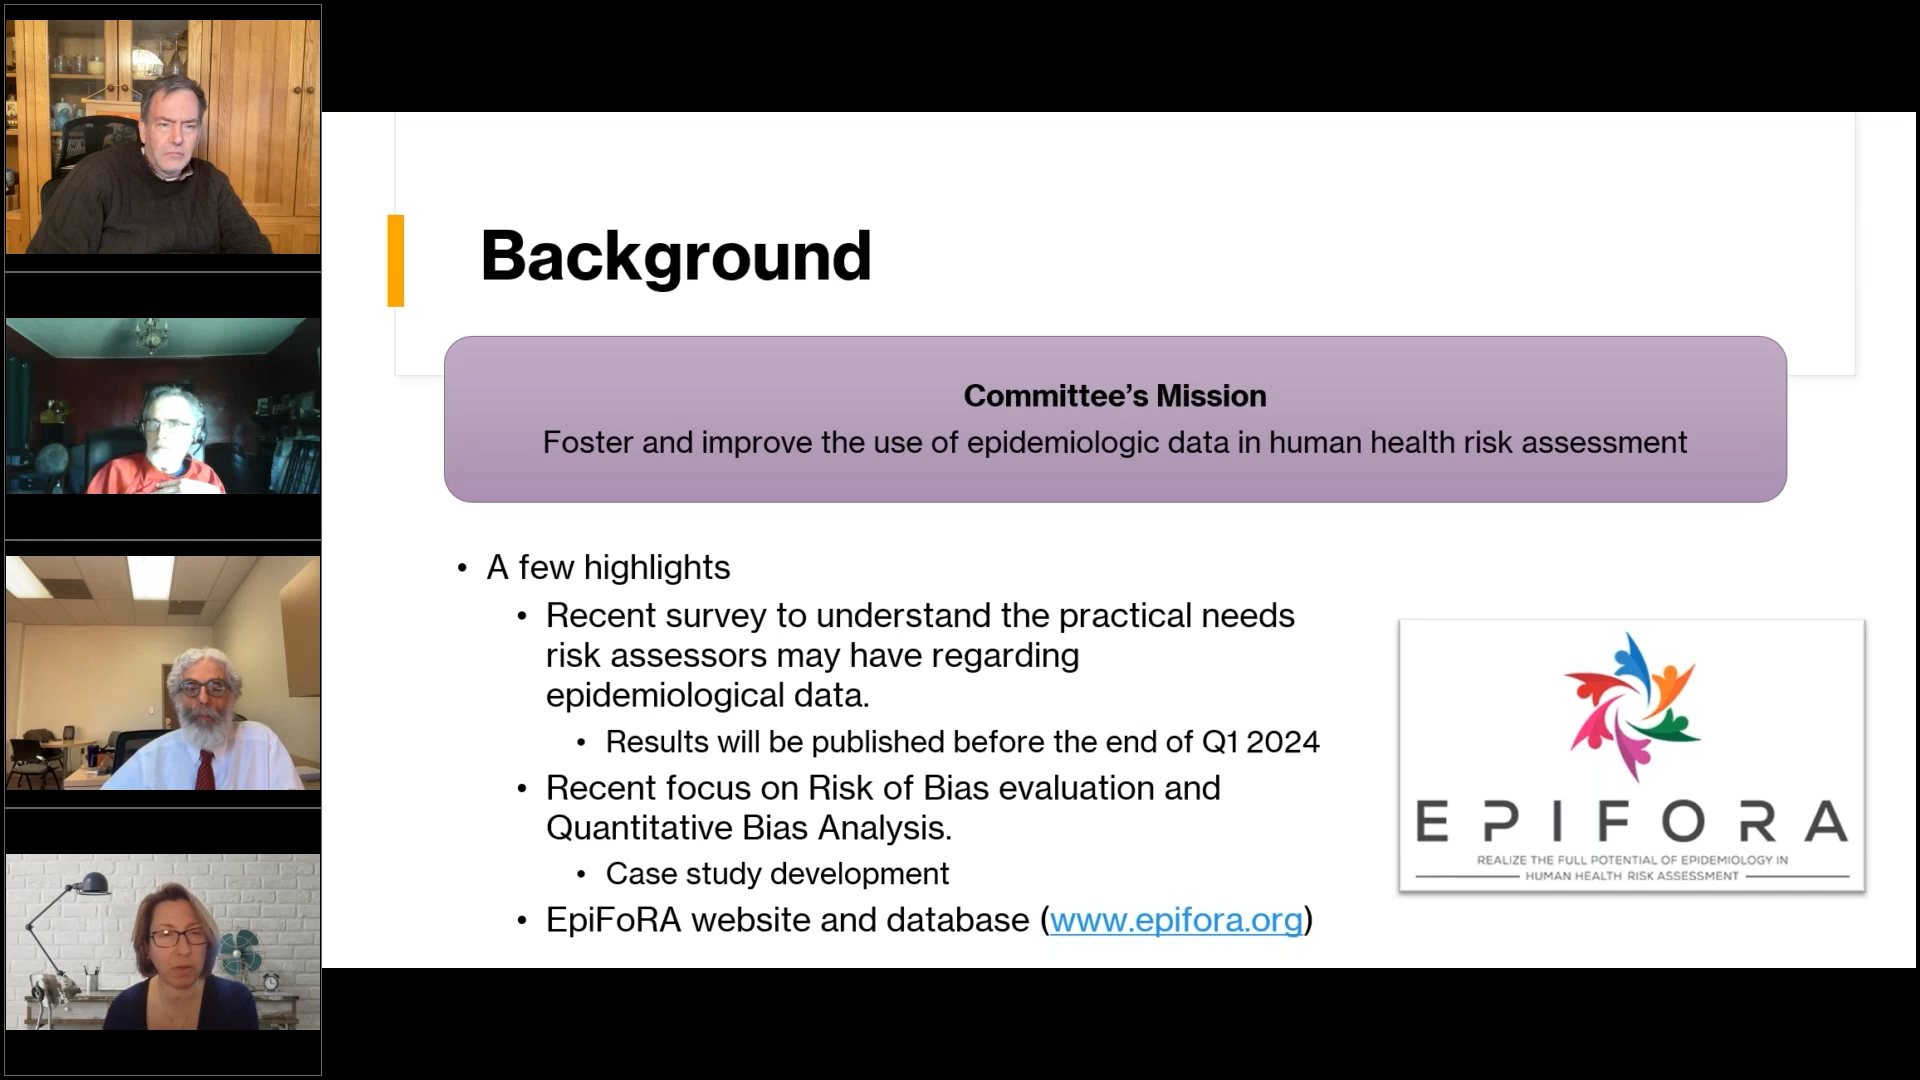 Background
Committee’s Mission
Foster and improve the use of epidemiologic data in human health risk assessment
• A few highlights
• Recent survey to understand the practical needs
risk assessors may have regarding
epidemiological data.
• Results will be published before the end of Q1 2024
• Recent focus on Risk of Bias evaluation and
Quantitative Bias Analysis.
• Case study development
• EpiFoRA website and database (www.epifora.org)
EPIFORA
REALIZE THE FULL POTENTIAL OF EPIDEMIOLOGY IN
HUMAN HEALTH RISK ASSESSMENT